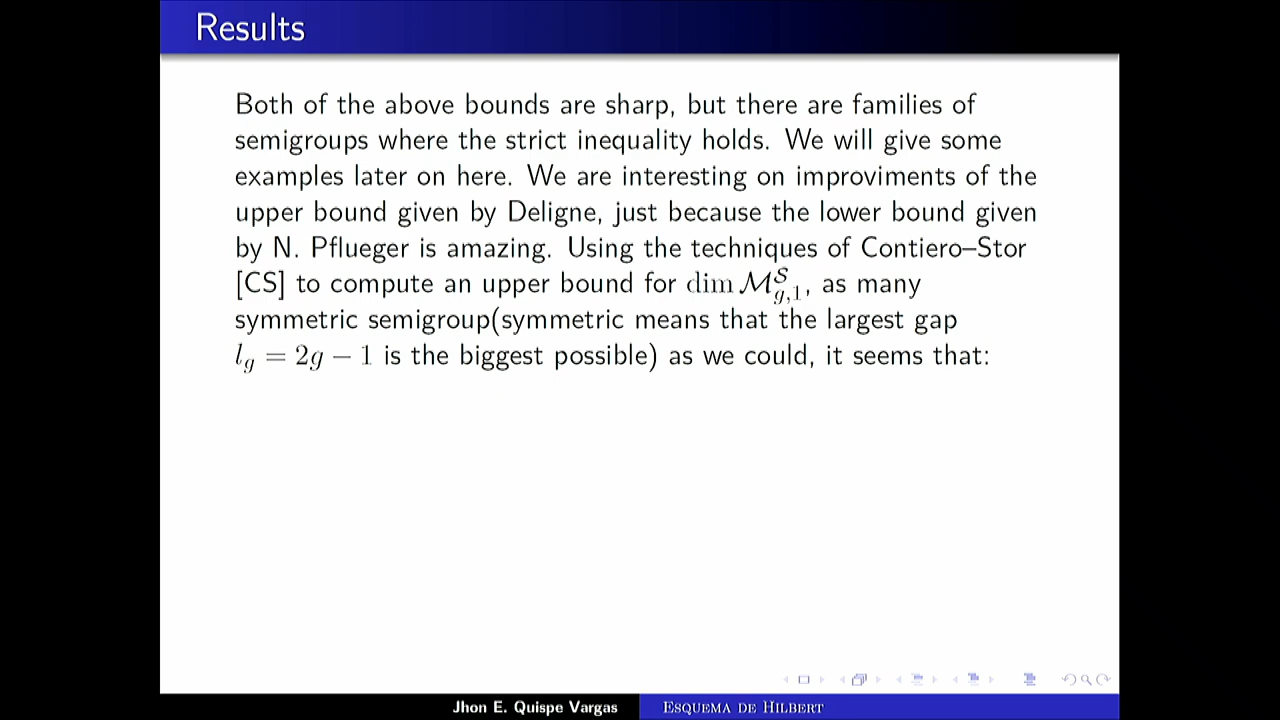 Results
Both of the above bounds are sharp, but there are families of
semigroups where the strict inequality holds. We will give some
examples later on here. We are interesting on improviments of the
upper bound given by Deligne, just because the lower bound given
by N. Pflueger is amazing. Using the techniques of Contiero–Stor
[CS] to compute an upper bound for dim $\mathcal{M}_{g,1}^{\mathcal{S}}$, as many
symmetric semigroup(symmetric means that the largest gap
$l_g = 2g - 1$ is the biggest possible) as we could, it seems that:
Jhon E. Quispe Vargas
Esquema de Hilbert